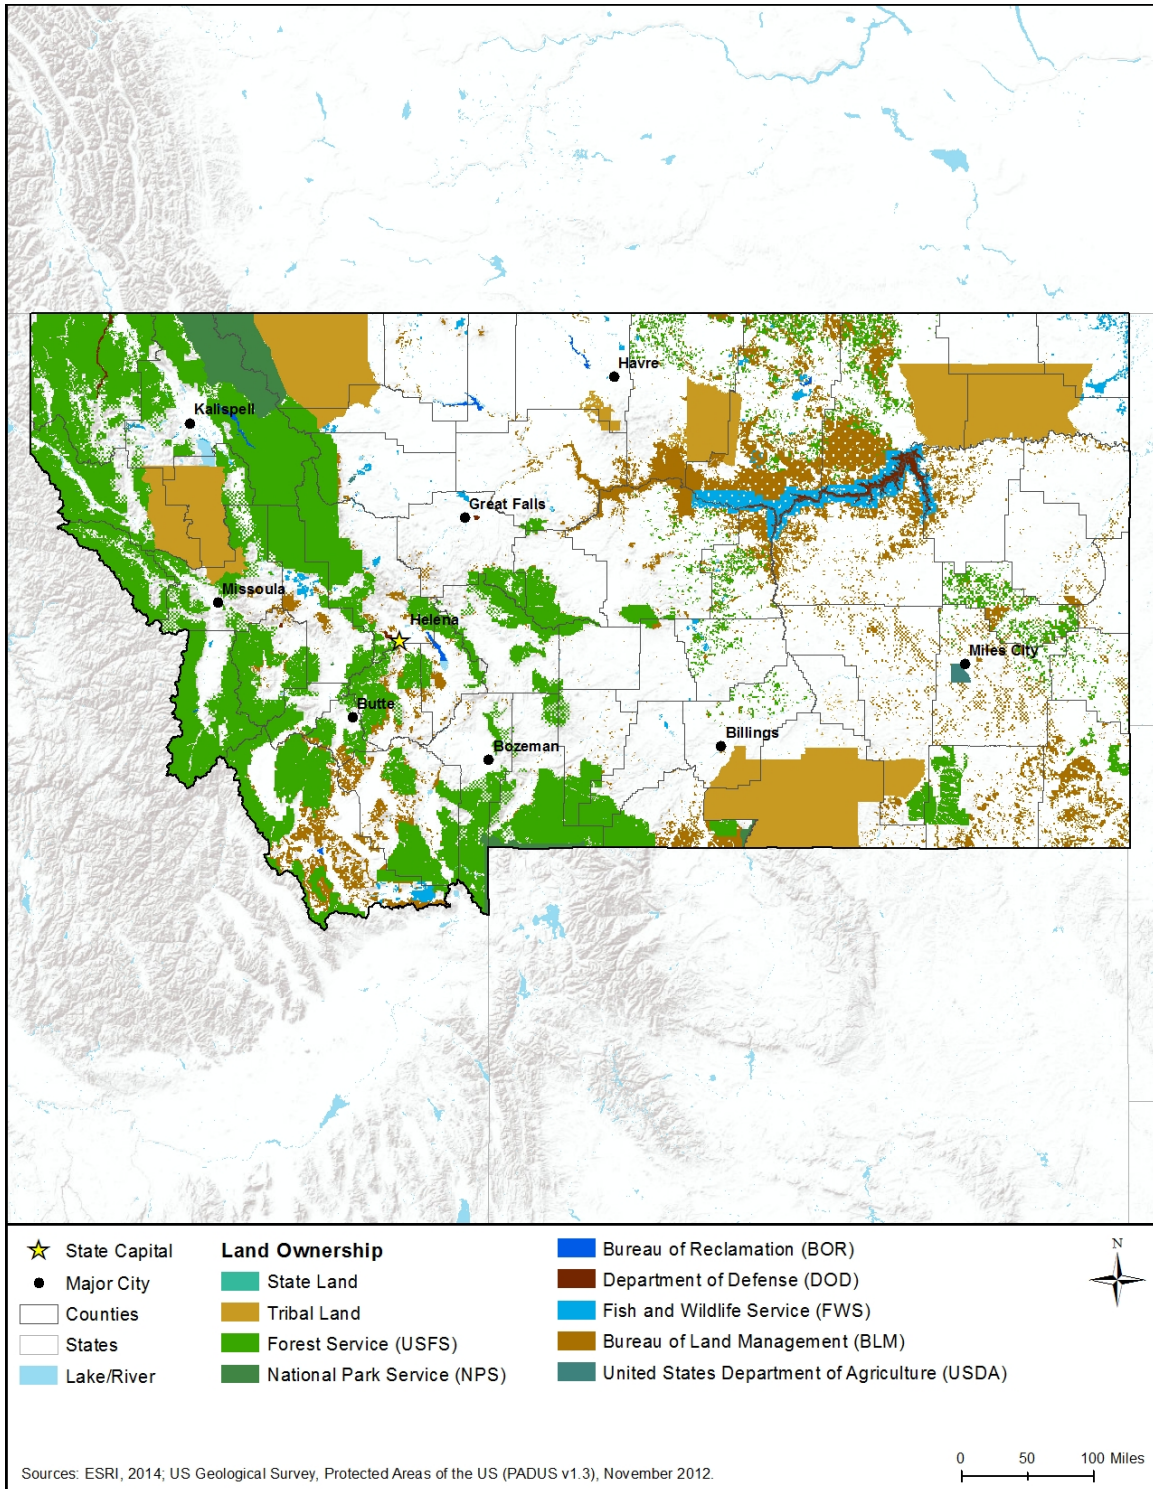 Havre
Kalispell
Great Falls
Missoula
Helena
Miles City
Butte
Billings
Bozeman
State Capital
Major City
Counties
States
Lake/River
Land Ownership
State Land
Tribal Land
Forest Service (USFS)
National Park Service (NPS)
Bureau of Reclamation (BOR)
Department of Defense (DOD)
Fish and Wildlife Service (FWS)
Bureau of Land Management (BLM)
United States Department of Agriculture (USDA)
N
0 50 100 Miles
Sources: ESRI, 2014; US Geological Survey, Protected Areas of the US (PADUS v1.3), November 2012.